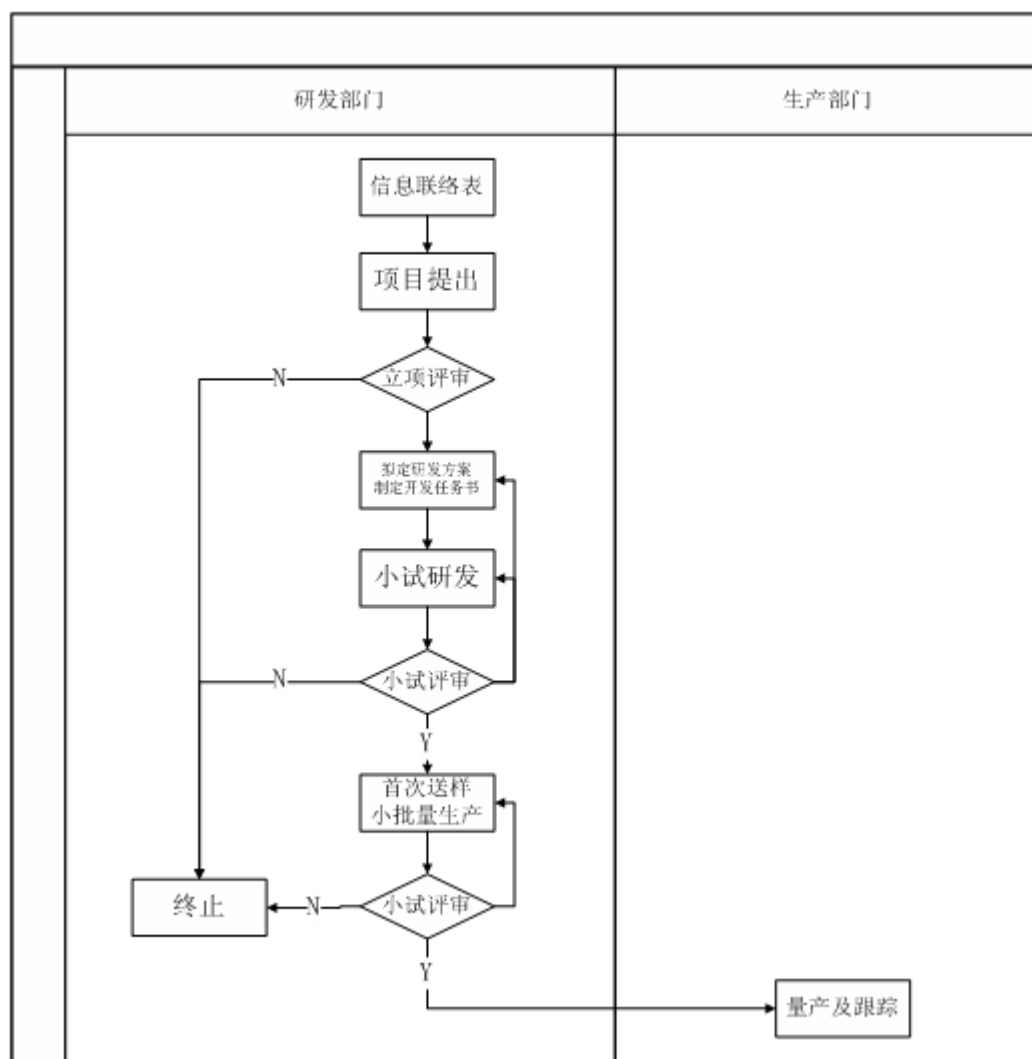 研发部门
生产部门
信息联络表
项目提出
立项评审
N
拟定研发方案
制定开发任务书
小试研发
小试评审
N
Y
首次送样
小批量生产
小试评审
N
终止
Y
量产及跟踪